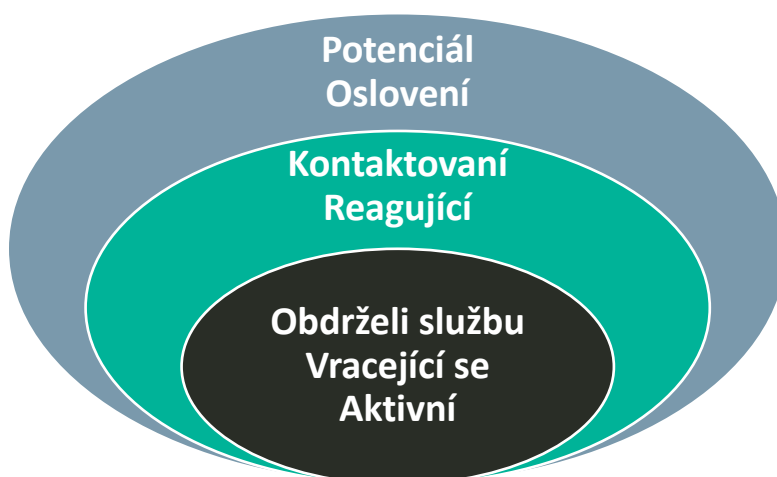 Potenciál
Oslovení
Kontaktovaní
Reagující
Obdrželi službu
Vracející se
Aktivní